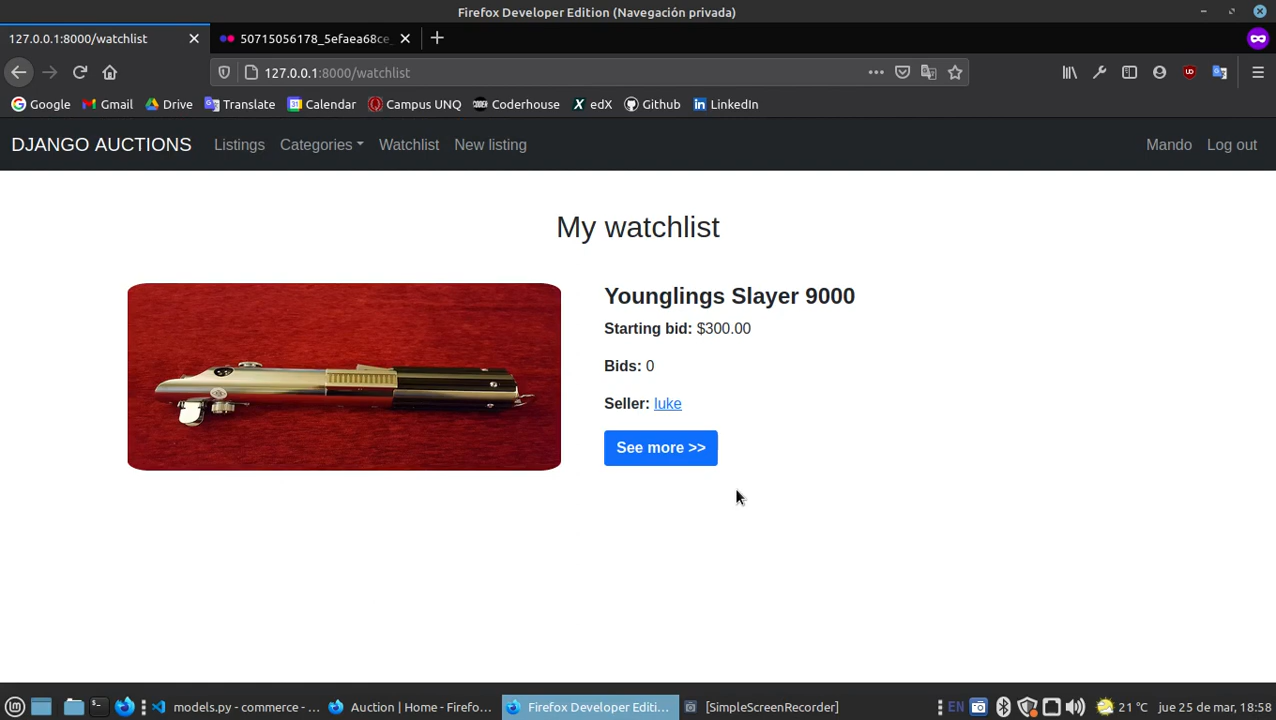 Firefox Developer Edition (Navegación privada)
127.0.0.1:8000/watchlist
50715056178_5efaea68ce_
127.0.0.1:8000/watchlist
Google Gmail Drive Translate Calendar Campus UNQ Coderhouse edX Github LinkedIn
DJANGO AUCTIONS Listings Categories Watchlist New listing Mando Log out
My watchlist
Younglings Slayer 9000
Starting bid: $300.00
Bids: 0
Seller: luke
See more >>
models.py - commerce - ... Auction | Home - Firefo... Firefox Developer Editi... [SimpleScreenRecorder] EN 21 °C jue 25 de mar, 18:58